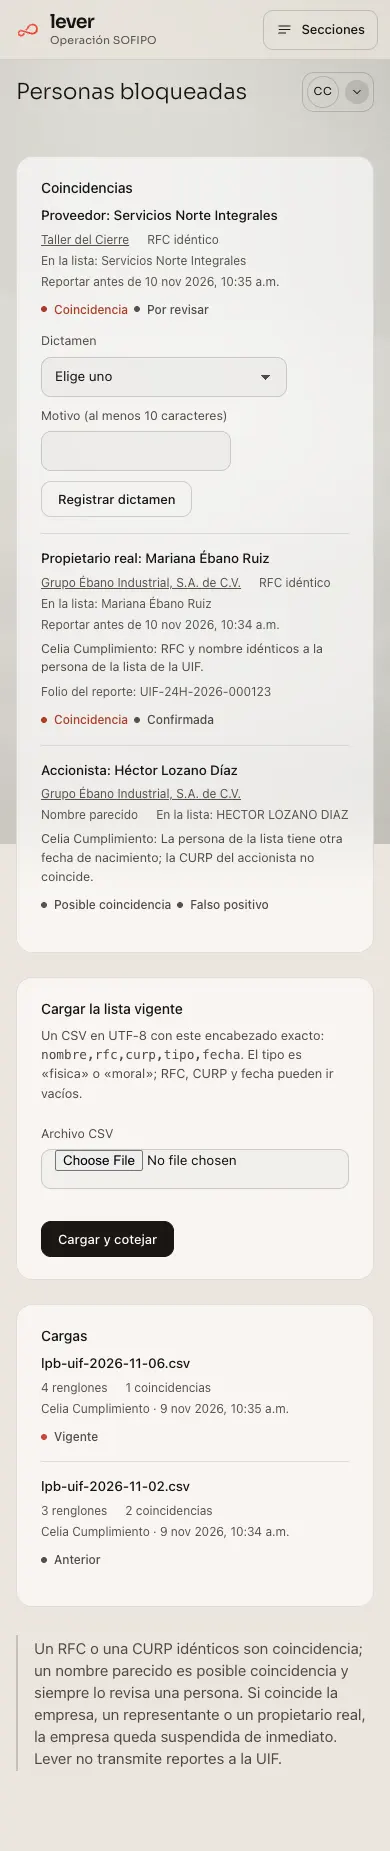 lever
Operación SOFIPO
Secciones
Personas bloqueadas
CC
Coincidencias
Proveedor: Servicios Norte Integrales
Taller del Cierre RFC idéntico
En la lista: Servicios Norte Integrales
Reportar antes de 10 nov 2026, 10:35 a.m.
Coincidencia Por revisar
Dictamen
Elige uno
Motivo (al menos 10 caracteres)
Registrar dictamen
Propietario real: Mariana Ébano Ruiz
Grupo Ébano Industrial, S.A. de C.V. RFC idéntico
En la lista: Mariana Ébano Ruiz
Reportar antes de 10 nov 2026, 10:34 a.m.
Celia Cumplimiento: RFC y nombre idénticos a la
persona de la lista de la UIF.
Folio del reporte: UIF-24H-2026-000123
Coincidencia Confirmada
Accionista: Héctor Lozano Díaz
Grupo Ébano Industrial, S.A. de C.V.
Nombre parecido En la lista: HECTOR LOZANO DIAZ
Celia Cumplimiento: La persona de la lista tiene otra
fecha de nacimiento; la CURP del accionista no
coincide.
Posible coincidencia Falso positivo
Cargar la lista vigente
Un CSV en UTF-8 con este encabezado exacto:
nombre,rfc,curp,tipo,fecha. El tipo es
«fisica» o «moral»; RFC, CURP y fecha pueden ir
vacíos.
Archivo CSV
Choose File No file chosen
Cargar y cotejar
Cargas
lpb-uif-2026-11-06.csv
4 renglones 1 coincidencias
Celia Cumplimiento · 9 nov 2026, 10:35 a.m.
Vigente
lpb-uif-2026-11-02.csv
3 renglones 2 coincidencias
Celia Cumplimiento · 9 nov 2026, 10:34 a.m.
Anterior
Un RFC o una CURP idénticos son coincidencia;
un nombre parecido es posible coincidencia y
siempre lo revisa una persona. Si coincide la
empresa, un representante o un propietario real,
la empresa queda suspendida de inmediato.
Lever no transmite reportes a la UIF.